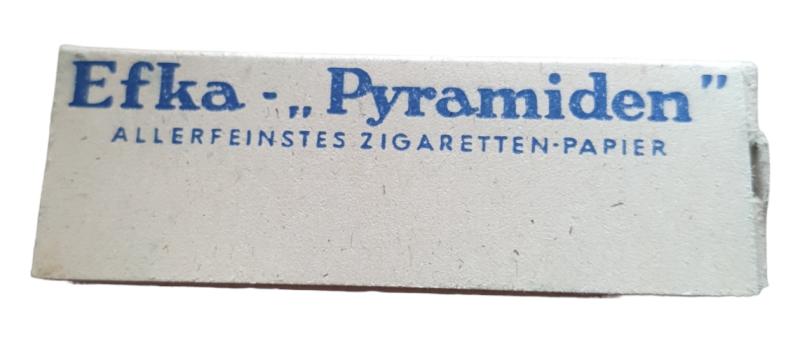 Efka - „Pyramiden”
ALLERFEINSTES ZIGARETTEN-PAPIER